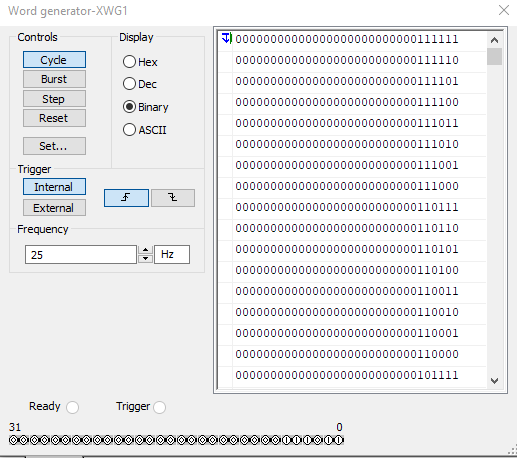 Word generator-XWG1
Controls
Cycle
Burst
Step
Reset
Set...
Display
Hex
Dec
Binary
ASCII
Trigger
Internal
External
Frequency
25
Hz
00000000000000000000000000111111
00000000000000000000000000111110
00000000000000000000000000111101
00000000000000000000000000111100
00000000000000000000000000111011
00000000000000000000000000111010
00000000000000000000000000111001
00000000000000000000000000111000
00000000000000000000000000110111
00000000000000000000000000110110
00000000000000000000000000110101
00000000000000000000000000110100
00000000000000000000000000110011
00000000000000000000000000110010
00000000000000000000000000110001
00000000000000000000000000110000
00000000000000000000000000101111
Ready
Trigger
31 0